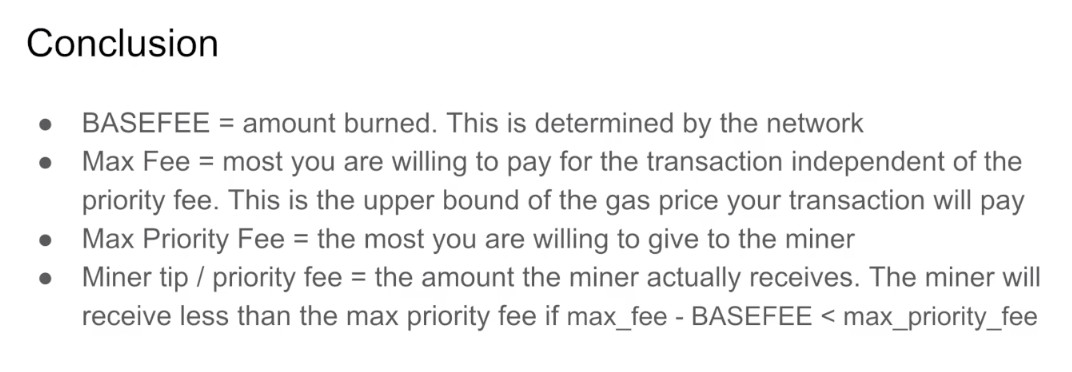 Conclusion
● BASEFEE = amount burned. This is determined by the network
● Max Fee = most you are willing to pay for the transaction independent of the
priority fee. This is the upper bound of the gas price your transaction will pay
● Max Priority Fee = the most you are willing to give to the miner
● Miner tip / priority fee = the amount the miner actually receives. The miner will
receive less than the max priority fee if max_fee - BASEFEE < max_priority_fee